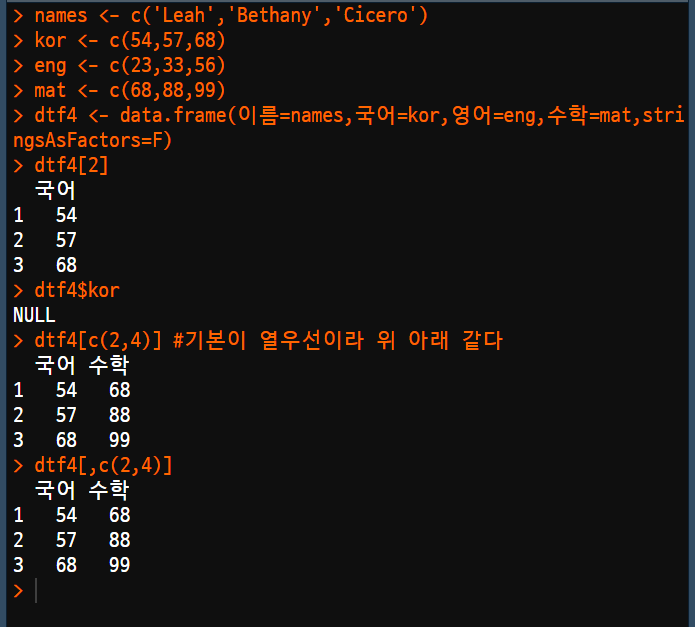 > names <- c('Leah','Bethany','Cicero')
> kor <- c(54,57,68)
> eng <- c(23,33,56)
> mat <- c(68,88,99)
> dtf4 <- data.frame(이름=names,국어=kor,영어=eng,수학=mat,stri
ngsAsFactors=F)
> dtf4[2]
  국어
1   54
2   57
3   68
> dtf4$kor
NULL
> dtf4[c(2,4)] #기본이 열우선이라 위 아래 같다
  국어 수학
1   54   68
2   57   88
3   68   99
> dtf4[,c(2,4)]
  국어 수학
1   54   68
2   57   88
3   68   99
>